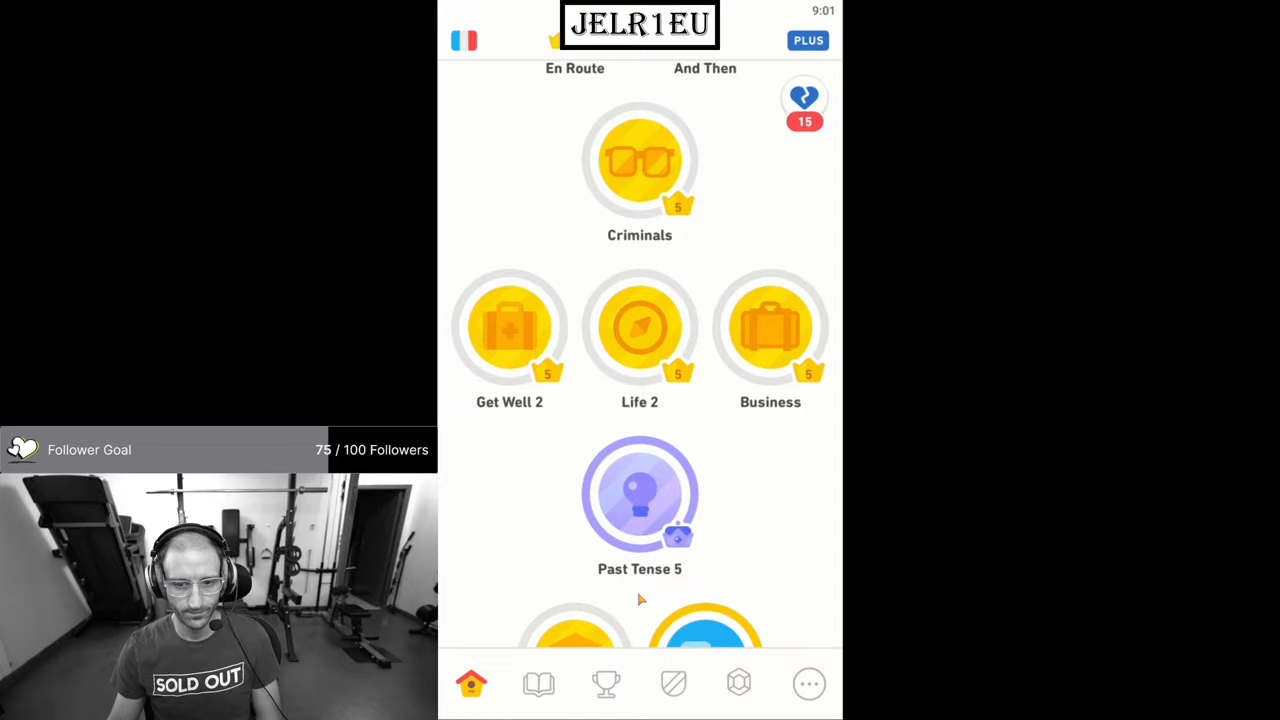 JELR1EU
9:01
PLUS
En Route
And Then
15
5
Criminals
5
5
5
Get Well 2
Life 2
Business
Follower Goal
75 / 100 Followers
Past Tense 5
SOLD OUT